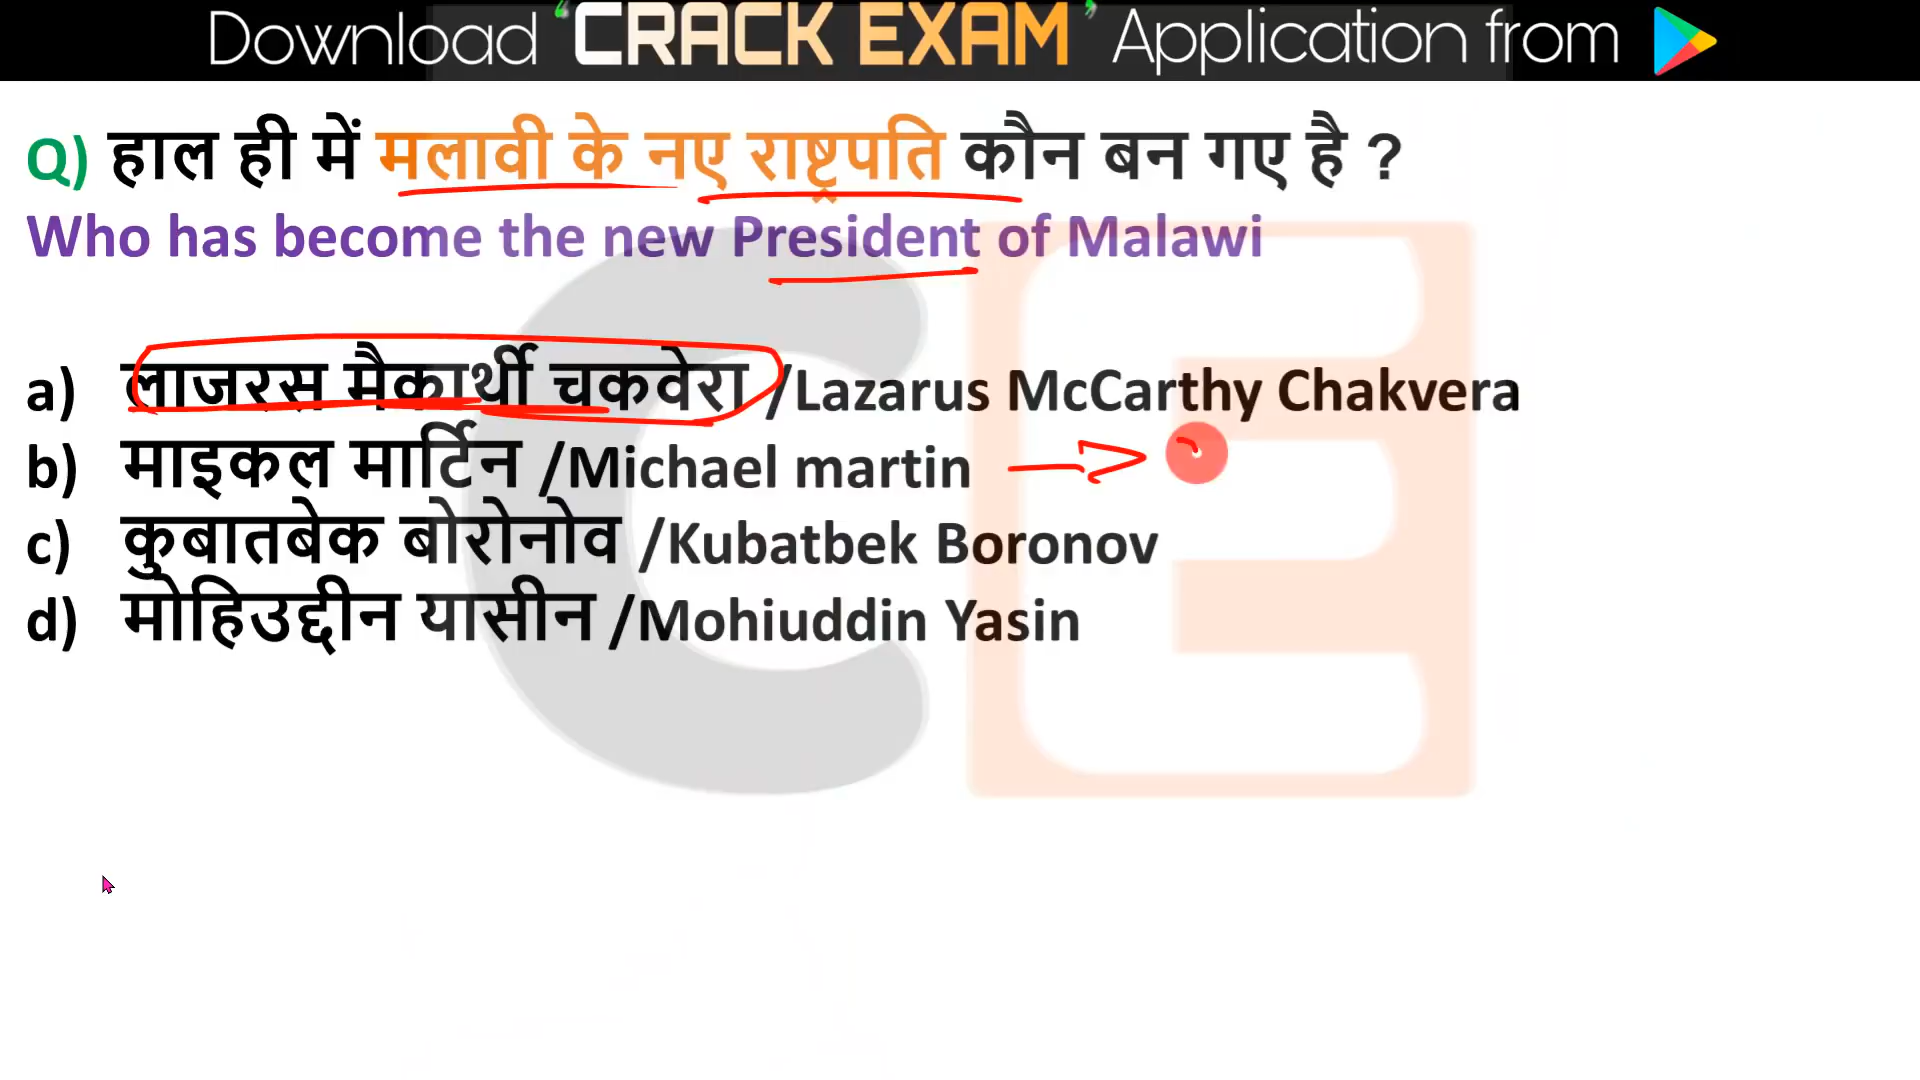 Download ‘CRACK EXAM’ Application from
Q) हाल ही में मलावी के नए राष्ट्रपति कौन बन गए है ?
Who has become the new President of Malawi
a) लाजरस मैकार्थी चकवेरा /Lazarus McCarthy Chakvera
b) माइकल मार्टिन /Michael martin
c) कुबातबेक बोरोनोव /Kubatbek Boronov
d) मोहिउद्दीन यासीन /Mohiuddin Yasin
CE